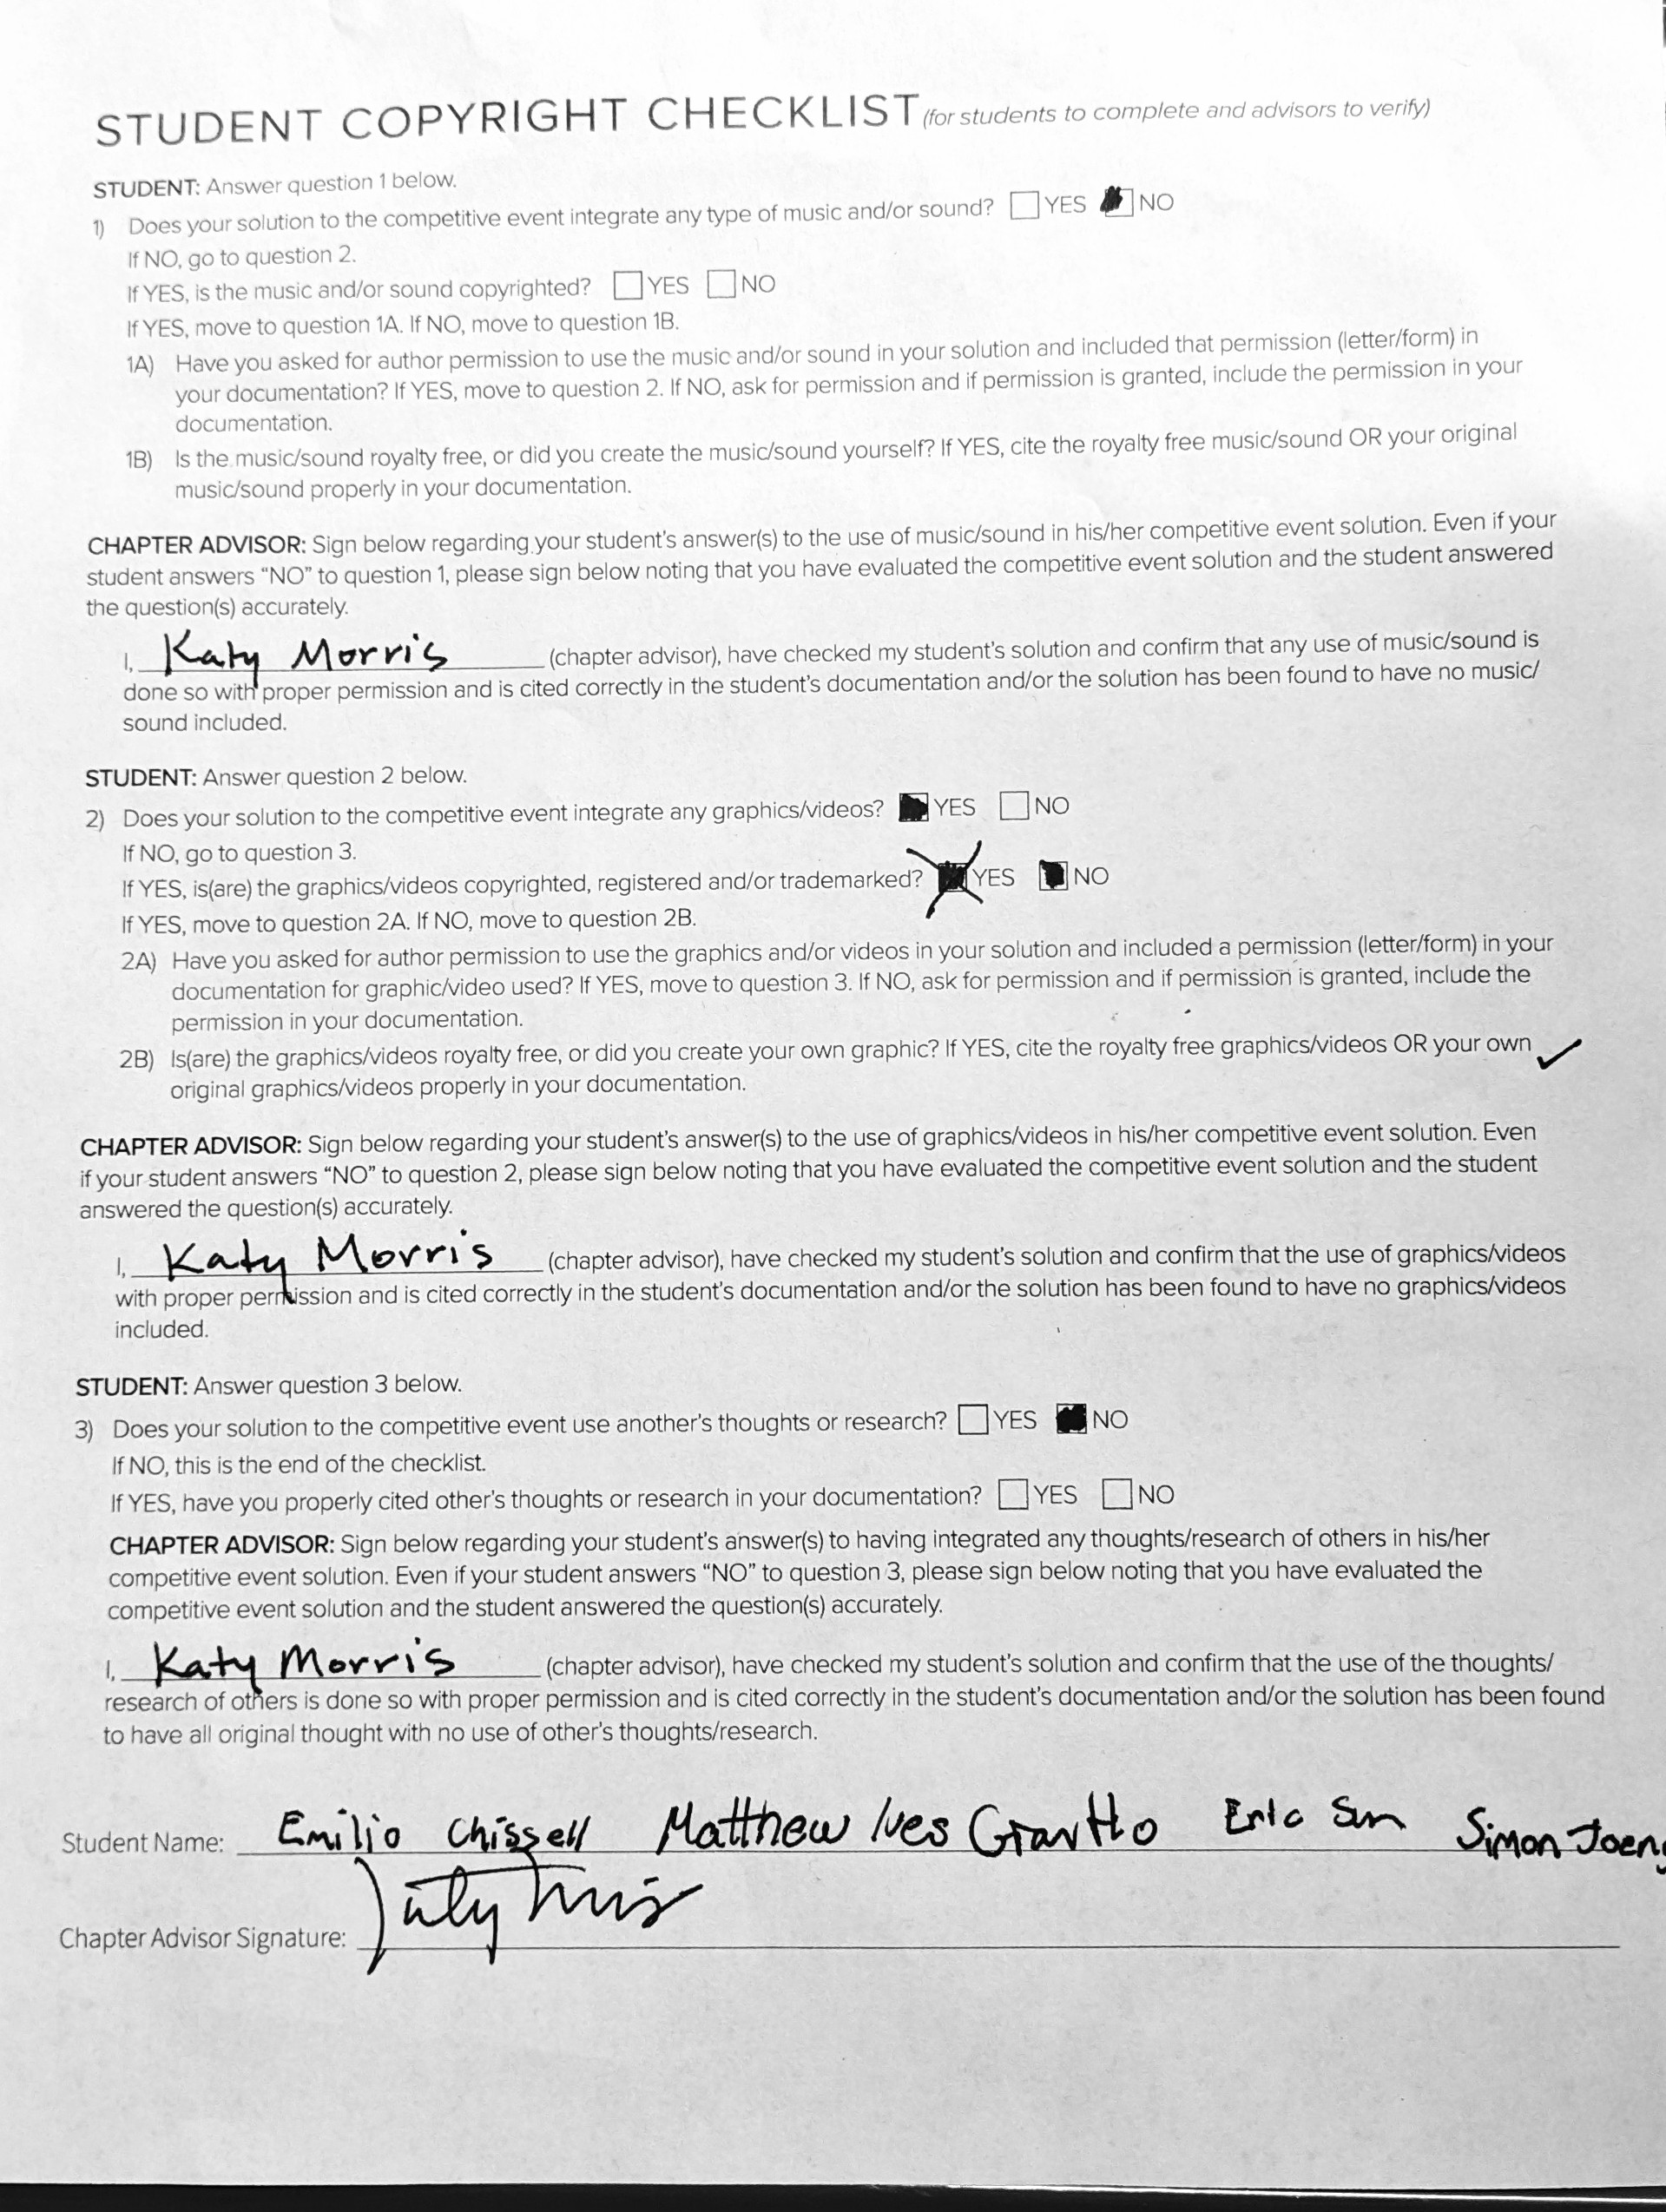 STUDENT COPYRIGHT CHECKLIST (for students to complete and advisors to verify)
STUDENT: Answer question 1 below.
1) Does your solution to the competitive event integrate any type of music and/or sound? YES NO
If NO, go to question 2.
If YES, is the music and/or sound copyrighted? YES NO
If YES, move to question 1A. If NO, move to question 1B.
1A) Have you asked for author permission to use the music and/or sound in your solution and included that permission (letter/form) in
your documentation? If YES, move to question 2. If NO, ask for permission and if permission is granted, include the permission in your
documentation.
1B) Is the music/sound royalty free, or did you create the music/sound yourself? If YES, cite the royalty free music/sound OR your original
music/sound properly in your documentation.
CHAPTER ADVISOR: Sign below regarding your student's answer(s) to the use of music/sound in his/her competitive event solution. Even if your
student answers "NO" to question 1, please sign below noting that you have evaluated the competitive event solution and the student answered
the question(s) accurately.
I, Katy Morris (chapter advisor), have checked my student's solution and confirm that any use of music/sound is
done so with proper permission and is cited correctly in the student's documentation and/or the solution has been found to have no music/
sound included.
STUDENT: Answer question 2 below.
2) Does your solution to the competitive event integrate any graphics/videos? YES NO
If NO, go to question 3.
If YES, is(are) the graphics/videos copyrighted, registered and/or trademarked? YES NO
If YES, move to question 2A. If NO, move to question 2B.
2A) Have you asked for author permission to use the graphics and/or videos in your solution and included a permission (letter/form) in your
documentation for graphic/video used? If YES, move to question 3. If NO, ask for permission and if permission is granted, include the
permission in your documentation.
2B) Is(are) the graphics/videos royalty free, or did you create your own graphic? If YES, cite the royalty free graphics/videos OR your own
original graphics/videos properly in your documentation.
CHAPTER ADVISOR: Sign below regarding your student's answer(s) to the use of graphics/videos in his/her competitive event solution. Even
if your student answers "NO" to question 2, please sign below noting that you have evaluated the competitive event solution and the student
answered the question(s) accurately.
I, Katy Morris (chapter advisor), have checked my student's solution and confirm that the use of graphics/videos
with proper permission and is cited correctly in the student's documentation and/or the solution has been found to have no graphics/videos
included.
STUDENT: Answer question 3 below.
3) Does your solution to the competitive event use another's thoughts or research? YES NO
If NO, this is the end of the checklist.
If YES, have you properly cited other's thoughts or research in your documentation? YES NO
CHAPTER ADVISOR: Sign below regarding your student's answer(s) to having integrated any thoughts/research of others in his/her
competitive event solution. Even if your student answers "NO" to question 3, please sign below noting that you have evaluated the
competitive event solution and the student answered the question(s) accurately.
I, Katy Morris (chapter advisor), have checked my student's solution and confirm that the use of the thoughts/
research of others is done so with proper permission and is cited correctly in the student's documentation and/or the solution has been found
to have all original thought with no use of other's thoughts/research.
Student Name: Emilio Chissell Matthew Ives Eric Sun Simon Joeng
Chapter Advisor Signature: